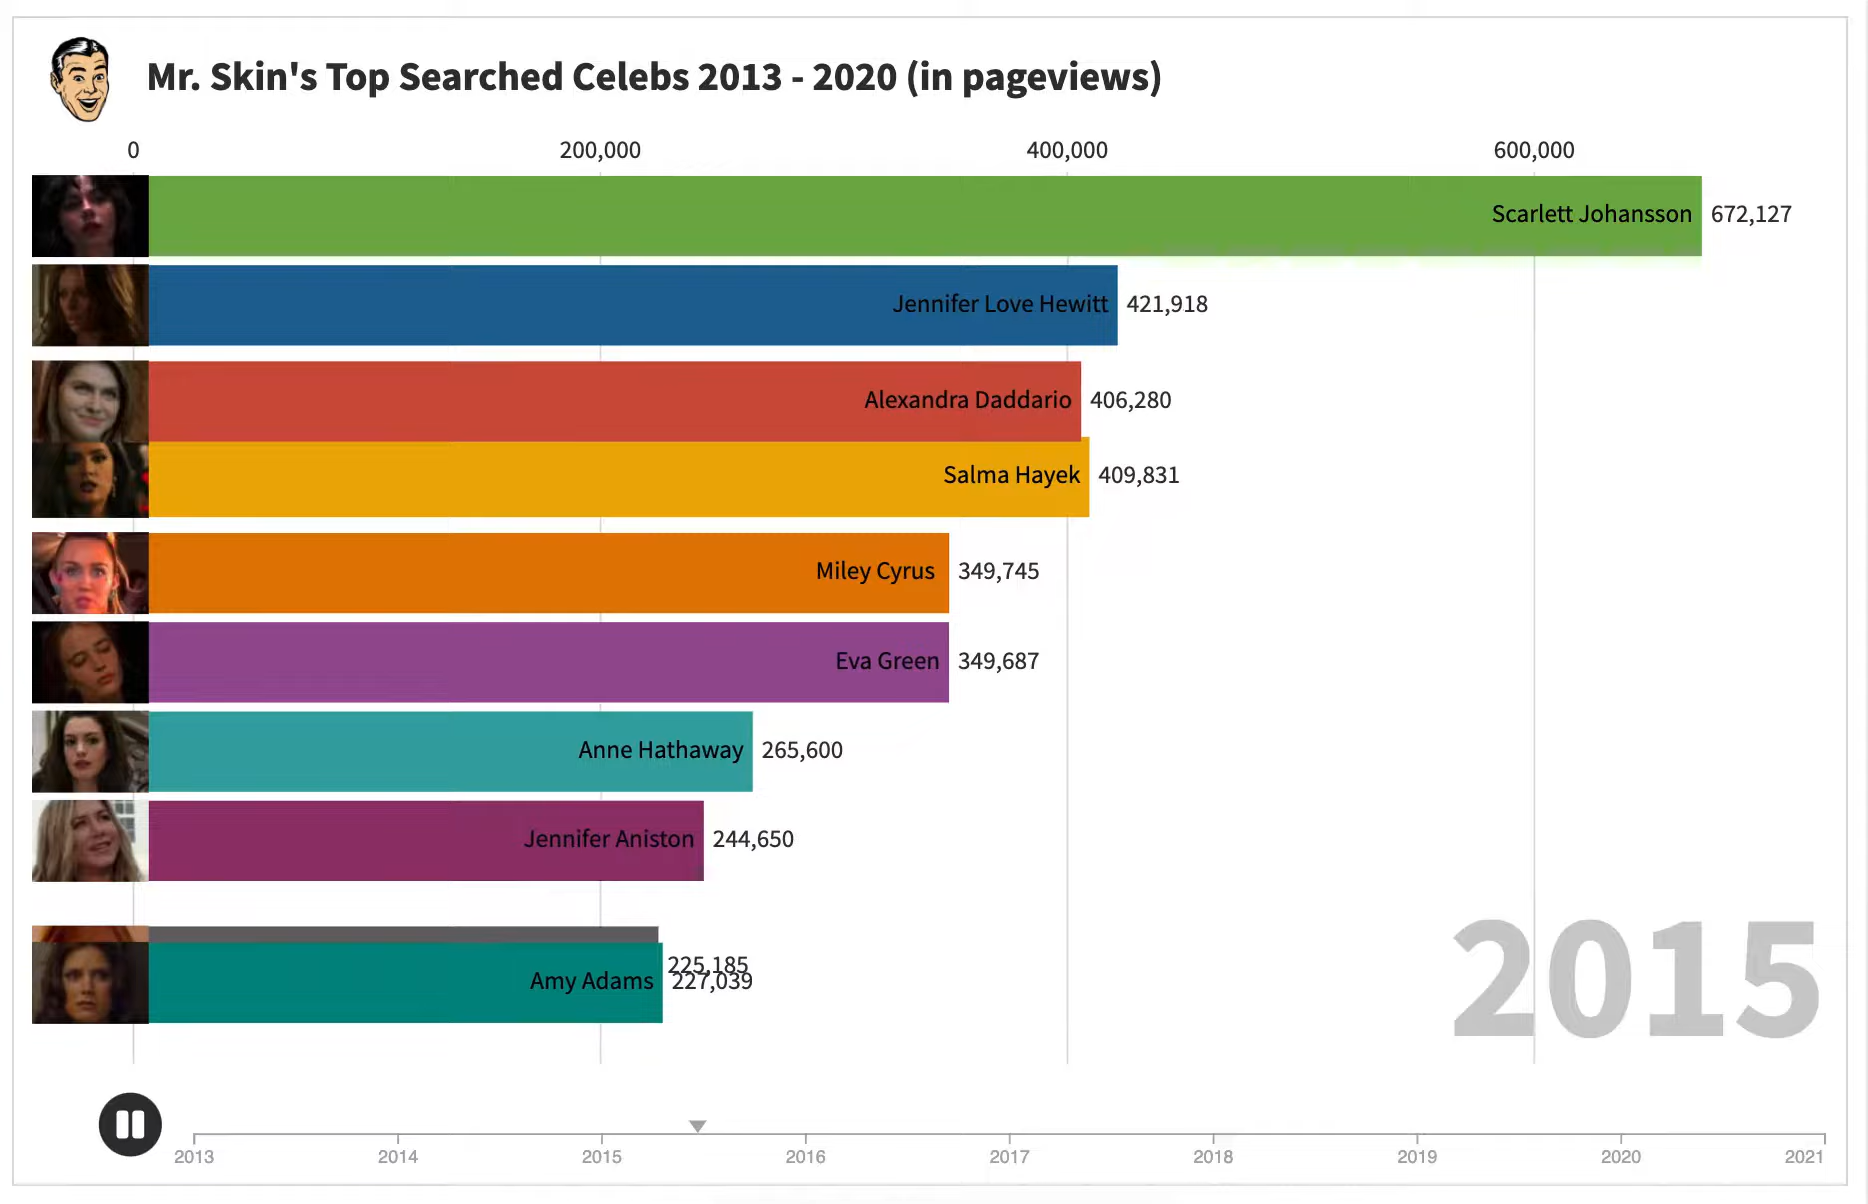 Mr. Skin's Top Searched Celebs 2013 - 2020 (in pageviews)
0 200,000 400,000 600,000
Scarlett Johansson 672,127
Jennifer Love Hewitt 421,918
Alexandra Daddario 406,280
Salma Hayek 409,831
Miley Cyrus 349,745
Eva Green 349,687
Anne Hathaway 265,600
Jennifer Aniston 244,650
225,185
Amy Adams 227,039
2015
2013 2014 2015 2016 2017 2018 2019 2020 2021